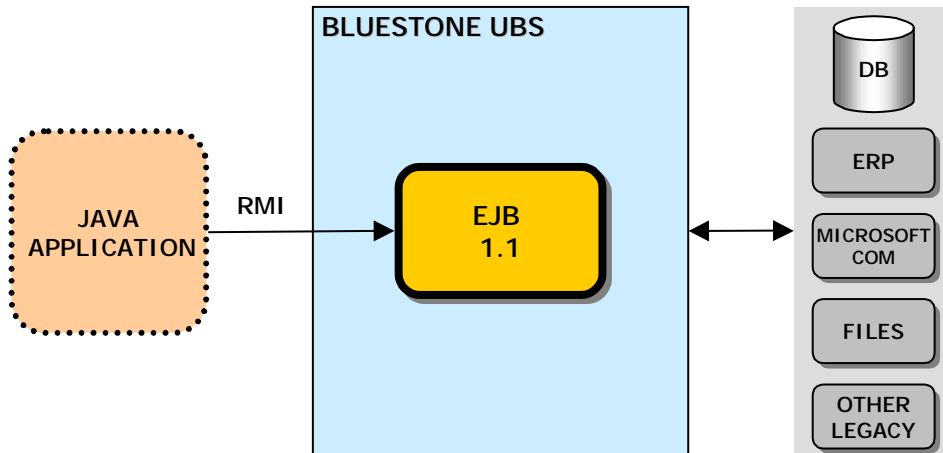 BLUESTONE UBS
JAVA
APPLICATION
RMI
EJB
1.1
DB
ERP
MICROSOFT
COM
FILES
OTHER
LEGACY